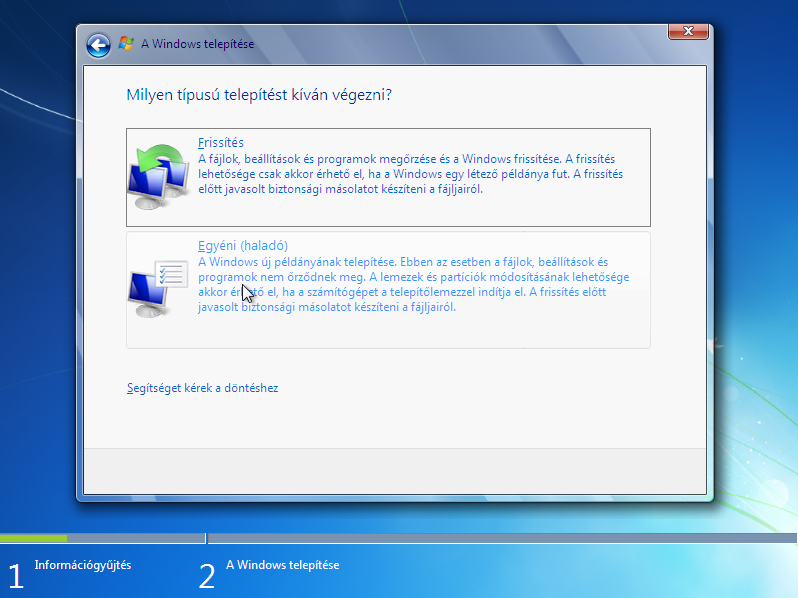 A Windows telepítése
Milyen típusú telepítést kíván végezni?
Frissítés
A fájlok, beállítások és programok megőrzése és a Windows frissítése. A frissítés
lehetősége csak akkor érhető el, ha a Windows egy létező példánya fut. A frissítés
előtt javasolt biztonsági másolatot készíteni a fájljairól.
Egyéni (haladó)
A Windows új példányának telepítése. Ebben az esetben a fájlok, beállítások és
programok nem őrződnek meg. A lemezek és partíciók módosításának lehetősége
akkor érhető el, ha a számítógépet a telepítőlemezzel indítja el. A frissítés előtt
javasolt biztonsági másolatot készíteni a fájljairól.
Segítséget kérek a döntéshez
1 Információgyűjtés
2 A Windows telepítése